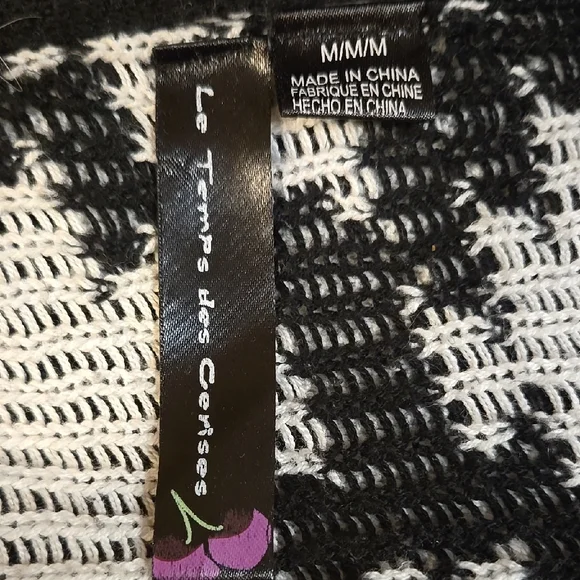 Le Temps des Cerises
M/M/M
MADE IN CHINA
FABRIQUE EN CHINE
HECHO EN CHINA